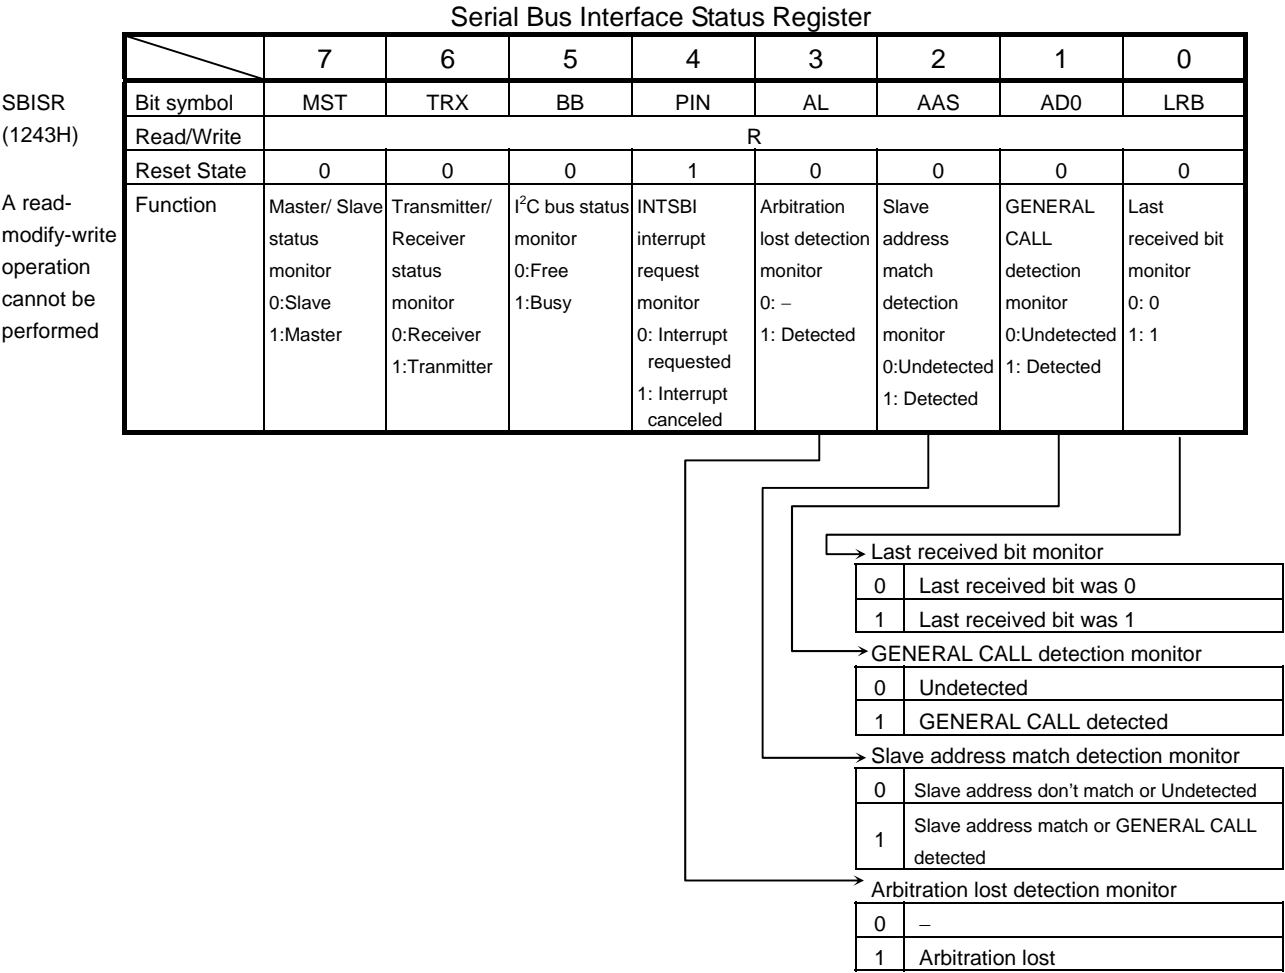 Serial Bus Interface Status Register
7 6 5 4 3 2 1 0
SBISR
(1243H)
A read-
modify-write
operation
cannot be
performed
Bit symbol MST TRX BB PIN AL AAS AD0 LRB
Read/Write R
Reset State 0 0 0 1 0 0 0 0
Function
Master/ Slave
status
monitor
0:Slave
1:Master
Transmitter/
Receiver
status
monitor
0:Receiver
1:Tranmitter
I²C bus status
monitor
0:Free
1:Busy
INTSBI
interrupt
request
monitor
0: Interrupt
requested
1: Interrupt
canceled
Arbitration
lost detection
monitor
0: −
1: Detected
Slave
address
match
detection
monitor
0:Undetected
1: Detected
GENERAL
CALL
detection
monitor
0:Undetected
1: Detected
Last
received bit
monitor
0: 0
1: 1
Last received bit monitor
0 Last received bit was 0
1 Last received bit was 1
GENERAL CALL detection monitor
0 Undetected
1 GENERAL CALL detected
Slave address match detection monitor
0 Slave address don't match or Undetected
1 Slave address match or GENERAL CALL
detected
Arbitration lost detection monitor
0 −
1 Arbitration lost